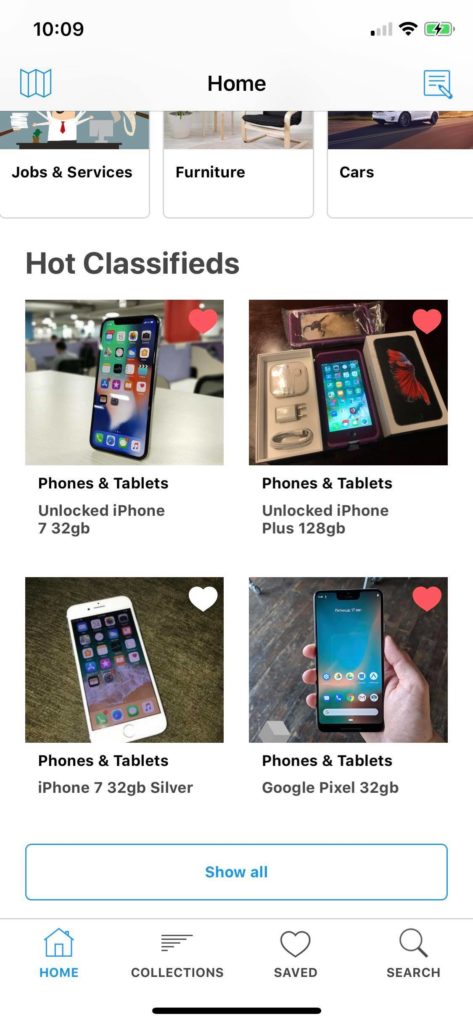 10:09
Home
Jobs & Services
Furniture
Cars
Hot Classifieds
Phones & Tablets
Unlocked iPhone
7 32gb
Phones & Tablets
Unlocked iPhone
Plus 128gb
Phones & Tablets
iPhone 7 32gb Silver
Phones & Tablets
Google Pixel 32gb
Show all
HOME
COLLECTIONS
SAVED
SEARCH